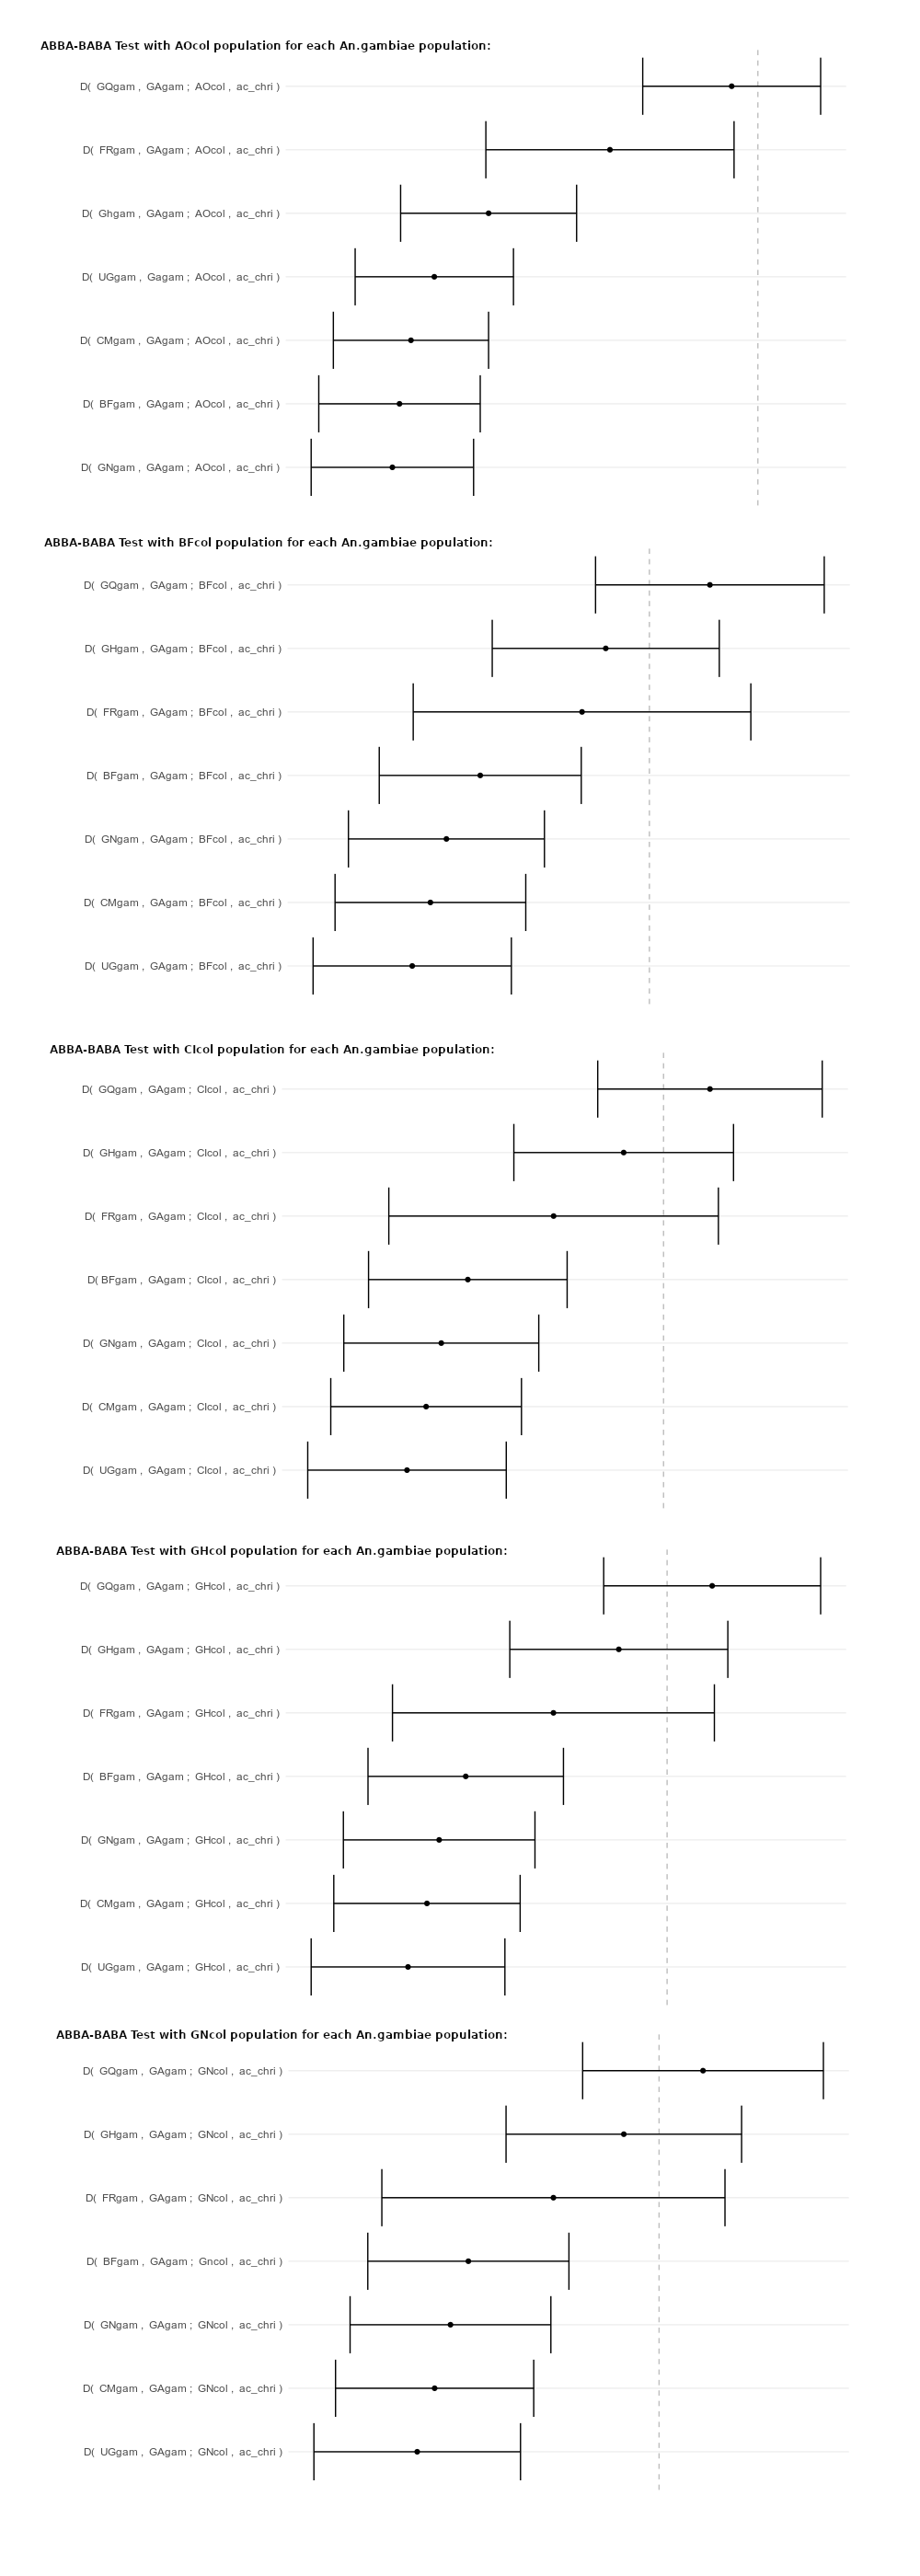 ABBA-BABA Test with AOcol population for each An.gambiae population:
D( GQgam , GAgam ; AOcol , ac_chri )
D( FRgam , GAgam ; AOcol , ac_chri )
D( Ghgam , GAgam ; AOcol , ac_chri )
D( UGgam , Gagam ; AOcol , ac_chri )
D( CMgam , GAgam ; AOcol , ac_chri )
D( BFgam , GAgam ; AOcol , ac_chri )
D( GNgam , GAgam ; AOcol , ac_chri )
ABBA-BABA Test with BFcol population for each An.gambiae population:
D( GQgam , GAgam ; BFcol , ac_chri )
D( GHgam , GAgam ; BFcol , ac_chri )
D( FRgam , GAgam ; BFcol , ac_chri )
D( BFgam , GAgam ; BFcol , ac_chri )
D( GNgam , GAgam ; BFcol , ac_chri )
D( CMgam , GAgam ; BFcol , ac_chri )
D( UGgam , GAgam ; BFcol , ac_chri )
ABBA-BABA Test with CIcol population for each An.gambiae population:
D( GQgam , GAgam ; CIcol , ac_chri )
D( GHgam , GAgam ; CIcol , ac_chri )
D( FRgam , GAgam ; CIcol , ac_chri )
D( BFgam , GAgam ; CIcol , ac_chri )
D( GNgam , GAgam ; CIcol , ac_chri )
D( CMgam , GAgam ; CIcol , ac_chri )
D( UGgam , GAgam ; CIcol , ac_chri )
ABBA-BABA Test with GHcol population for each An.gambiae population:
D( GQgam , GAgam ; GHcol , ac_chri )
D( GHgam , GAgam ; GHcol , ac_chri )
D( FRgam , GAgam ; GHcol , ac_chri )
D( BFgam , GAgam ; GHcol , ac_chri )
D( GNgam , GAgam ; GHcol , ac_chri )
D( CMgam , GAgam ; GHcol , ac_chri )
D( UGgam , GAgam ; GHcol , ac_chri )
ABBA-BABA Test with GNcol population for each An.gambiae population:
D( GQgam , GAgam ; GNcol , ac_chri )
D( GHgam , GAgam ; GNcol , ac_chri )
D( FRgam , GAgam ; GNcol , ac_chri )
D( BFgam , GAgam ; Gncol , ac_chri )
D( GNgam , GAgam ; GNcol , ac_chri )
D( CMgam , GAgam ; GNcol , ac_chri )
D( UGgam , GAgam ; GNcol , ac_chri )